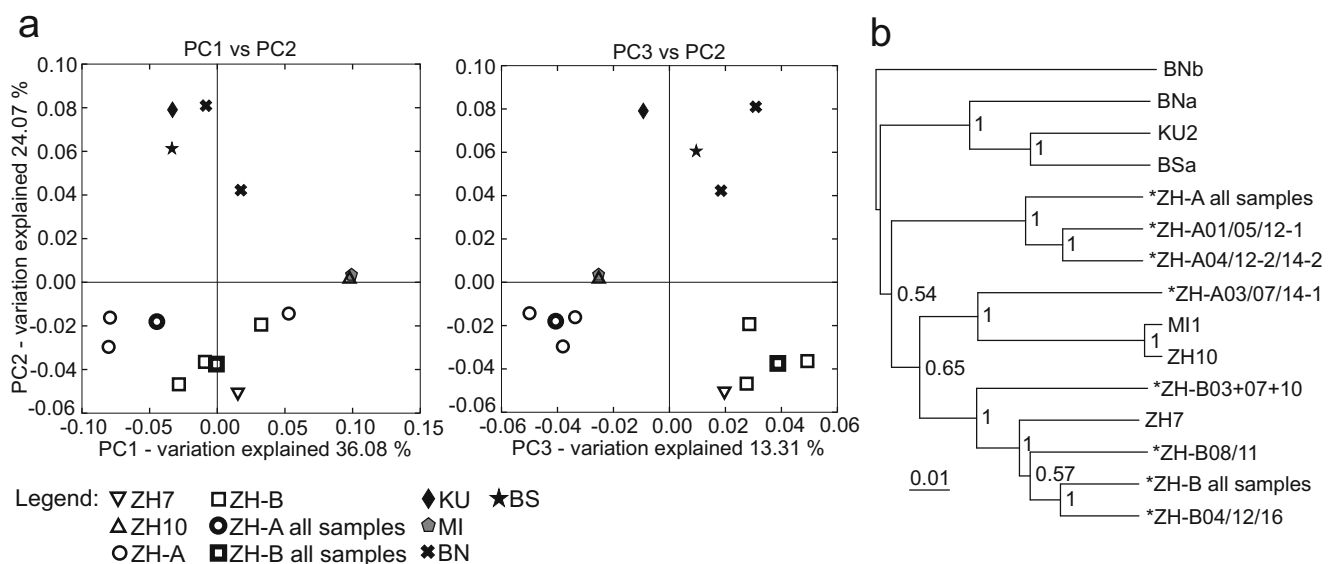 a
PC1 vs PC2
0.10
0.08
0.06
0.04
0.02
0.00
-0.02
-0.04
-0.06
-0.10 -0.05 0.00 0.05 0.10 0.15
PC2 - variation explained 24.07 %
PC1 - variation explained 36.08 %
PC3 vs PC2
0.10
0.08
0.06
0.04
0.02
0.00
-0.02
-0.04
-0.06
-0.06 -0.04 -0.02 0.00 0.02 0.04 0.06
PC3 - variation explained 13.31 %
Legend: ZH7 ZH-B KU BS
ZH10 ZH-A all samples MI
ZH-A ZH-B all samples BN
b
BNb
BNa
1
KU2
1
BSa
*ZH-A all samples
1
*ZH-A01/05/12-1
1
*ZH-A04/12-2/14-2
0.54
*ZH-A03/07/14-1
1
MI1
1
ZH10
0.65
*ZH-B03+07+10
1
ZH7
1
*ZH-B08/11
0.57
*ZH-B all samples
1
*ZH-B04/12/16
0.01